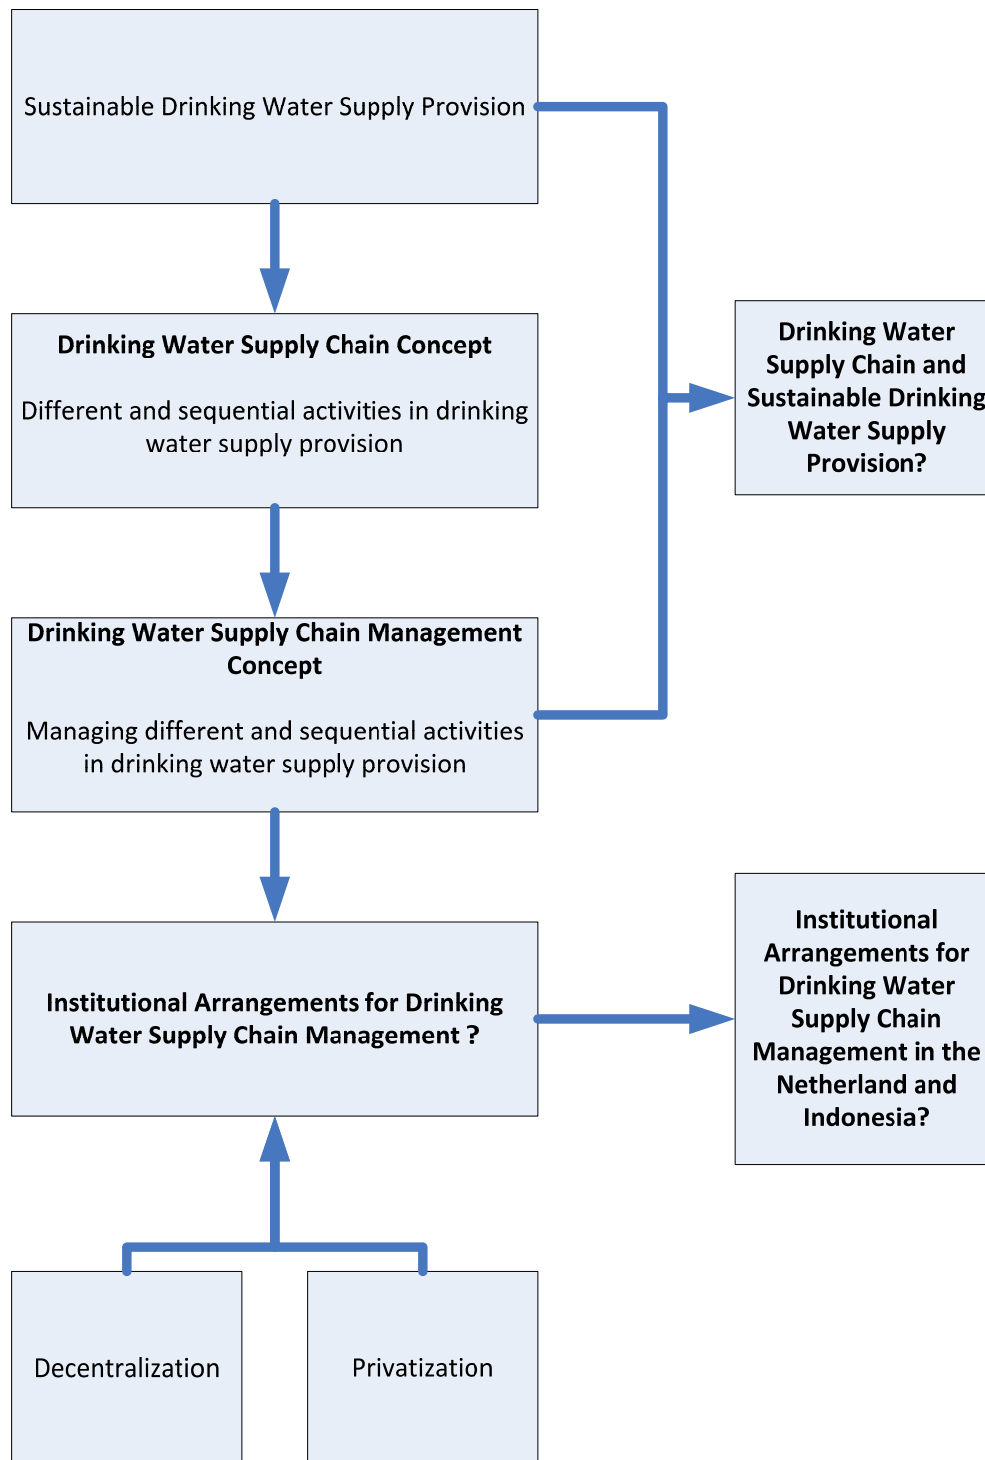 Sustainable Drinking Water Supply Provision
Drinking Water Supply Chain Concept
Different and sequential activities in drinking
water supply provision
Drinking Water
Supply Chain and
Sustainable Drinking
Water Supply
Provision?
Drinking Water Supply Chain Management
Concept
Managing different and sequential activities
in drinking water supply provision
Institutional Arrangements for Drinking
Water Supply Chain Management ?
Institutional
Arrangements for
Drinking Water
Supply Chain
Management in the
Netherland and
Indonesia?
Decentralization
Privatization